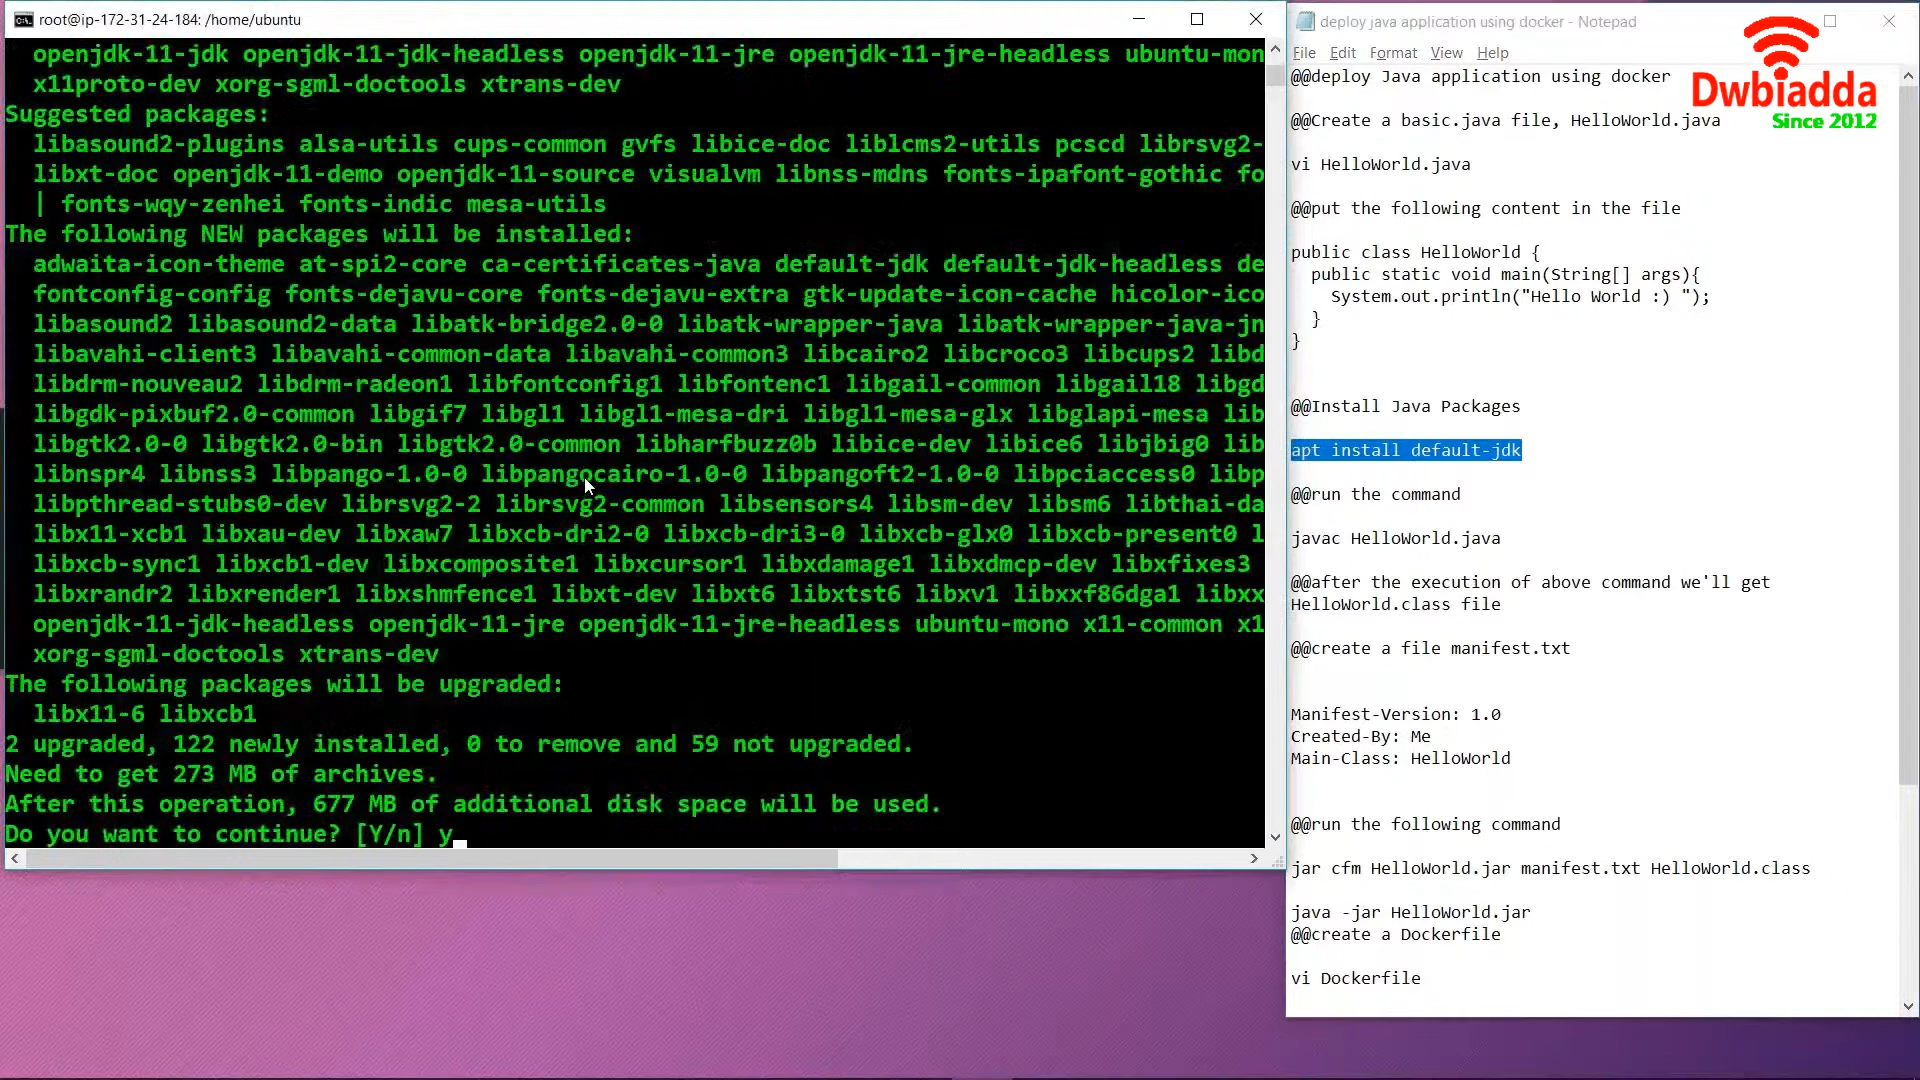 root@ip-172-31-24-184: /home/ubuntu
openjdk-11-jdk openjdk-11-jdk-headless openjdk-11-jre openjdk-11-jre-headless ubuntu-mon
x11proto-dev xorg-sgml-doctools xtrans-dev
Suggested packages:
libasound2-plugins alsa-utils cups-common gvfs libice-doc liblcms2-utils pcscd librsvg2-
libxt-doc openjdk-11-demo openjdk-11-source visualvm libnss-mdns fonts-ipafont-gothic fo
| fonts-wqy-zenhei fonts-indic mesa-utils
The following NEW packages will be installed:
adwaita-icon-theme at-spi2-core ca-certificates-java default-jdk default-jdk-headless de
fontconfig-config fonts-dejavu-core fonts-dejavu-extra gtk-update-icon-cache hicolor-ico
libasound2 libasound2-data libatk-bridge2.0-0 libatk-wrapper-java libatk-wrapper-java-jn
libavahi-client3 libavahi-common-data libavahi-common3 libcairo2 libcroco3 libcups2 libd
libdrm-nouveau2 libdrm-radeon1 libfontconfig1 libfontenc1 libgail-common libgail18 libgd
libgdk-pixbuf2.0-common libgif7 libgl1 libgl1-mesa-dri libgl1-mesa-glx libglapi-mesa lib
libgtk2.0-0 libgtk2.0-bin libgtk2.0-common libharfbuzz0b libice-dev libice6 libjbig0 lib
libnspr4 libnss3 libpango-1.0-0 libpangocairo-1.0-0 libpangoft2-1.0-0 libpciaccess0 libp
libpthread-stubs0-dev librsvg2-2 librsvg2-common libsensors4 libsm-dev libsm6 libthai-da
libx11-xcb1 libxau-dev libxaw7 libxcb-dri2-0 libxcb-dri3-0 libxcb-glx0 libxcb-present0 l
libxcb-sync1 libxcb1-dev libxcomposite1 libxcursor1 libxdamage1 libxdmcp-dev libxfixes3
libxrandr2 libxrender1 libxshmfence1 libxt-dev libxt6 libxtst6 libxv1 libxxf86dga1 libxx
openjdk-11-jdk-headless openjdk-11-jre openjdk-11-jre-headless ubuntu-mono x11-common x1
xorg-sgml-doctools xtrans-dev
The following packages will be upgraded:
libx11-6 libxcb1
2 upgraded, 122 newly installed, 0 to remove and 59 not upgraded.
Need to get 273 MB of archives.
After this operation, 677 MB of additional disk space will be used.
Do you want to continue? [Y/n] y
deploy java application using docker - Notepad
File Edit Format View Help
Dwbiadda
Since 2012
@@deploy Java application using docker
@@Create a basic.java file, HelloWorld.java
vi HelloWorld.java
@@put the following content in the file
public class HelloWorld {
public static void main(String[] args){
System.out.println("Hello World :) ");
}
}
@@Install Java Packages
apt install default-jdk
@@run the command
javac HelloWorld.java
@@after the execution of above command we'll get
HelloWorld.class file
@@create a file manifest.txt
Manifest-Version: 1.0
Created-By: Me
Main-Class: HelloWorld
@@run the following command
jar cfm HelloWorld.jar manifest.txt HelloWorld.class
java -jar HelloWorld.jar
@@create a Dockerfile
vi Dockerfile